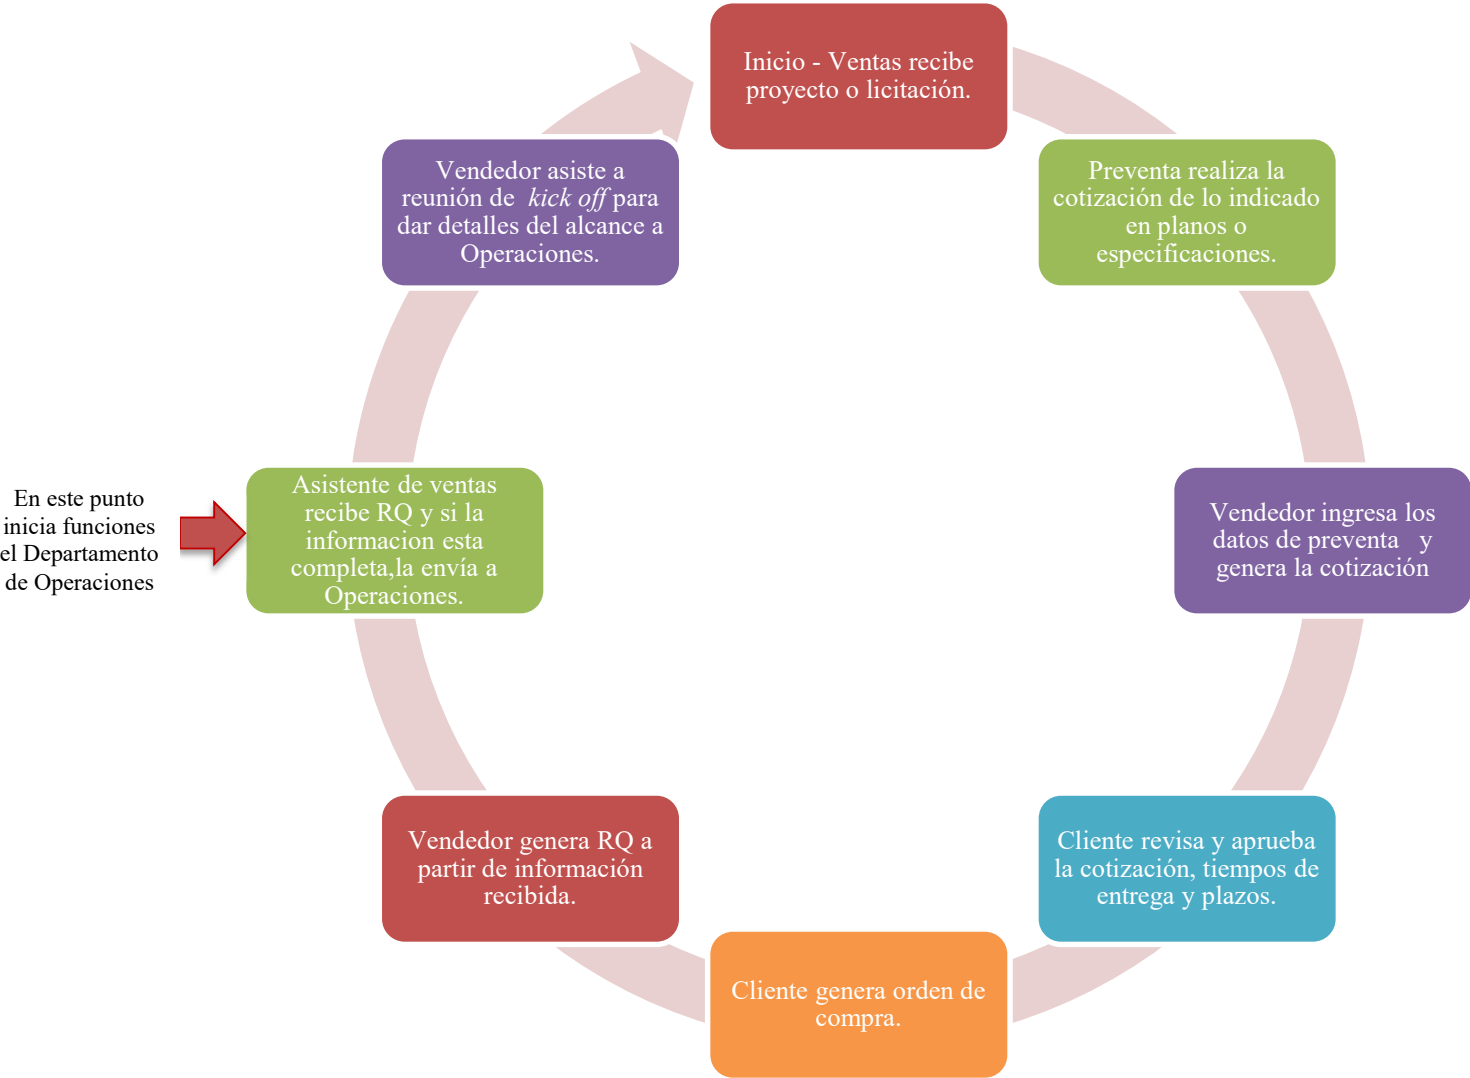 Inicio - Ventas recibe
proyecto o licitación.
Preventa realiza la
cotización de lo indicado
en planos o
especificaciones.
Vendedor ingresa los
datos de preventa y
genera la cotización
Cliente revisa y aprueba
la cotización, tiempos de
entrega y plazos.
Cliente genera orden de
compra.
Vendedor genera RQ a
partir de información
recibida.
Asistente de ventas
recibe RQ y si la
informacion esta
completa,la envía a
Operaciones.
En este punto
inicia funciones
el Departamento
de Operaciones
Vendedor asiste a
reunión de kick off para
dar detalles del alcance a
Operaciones.